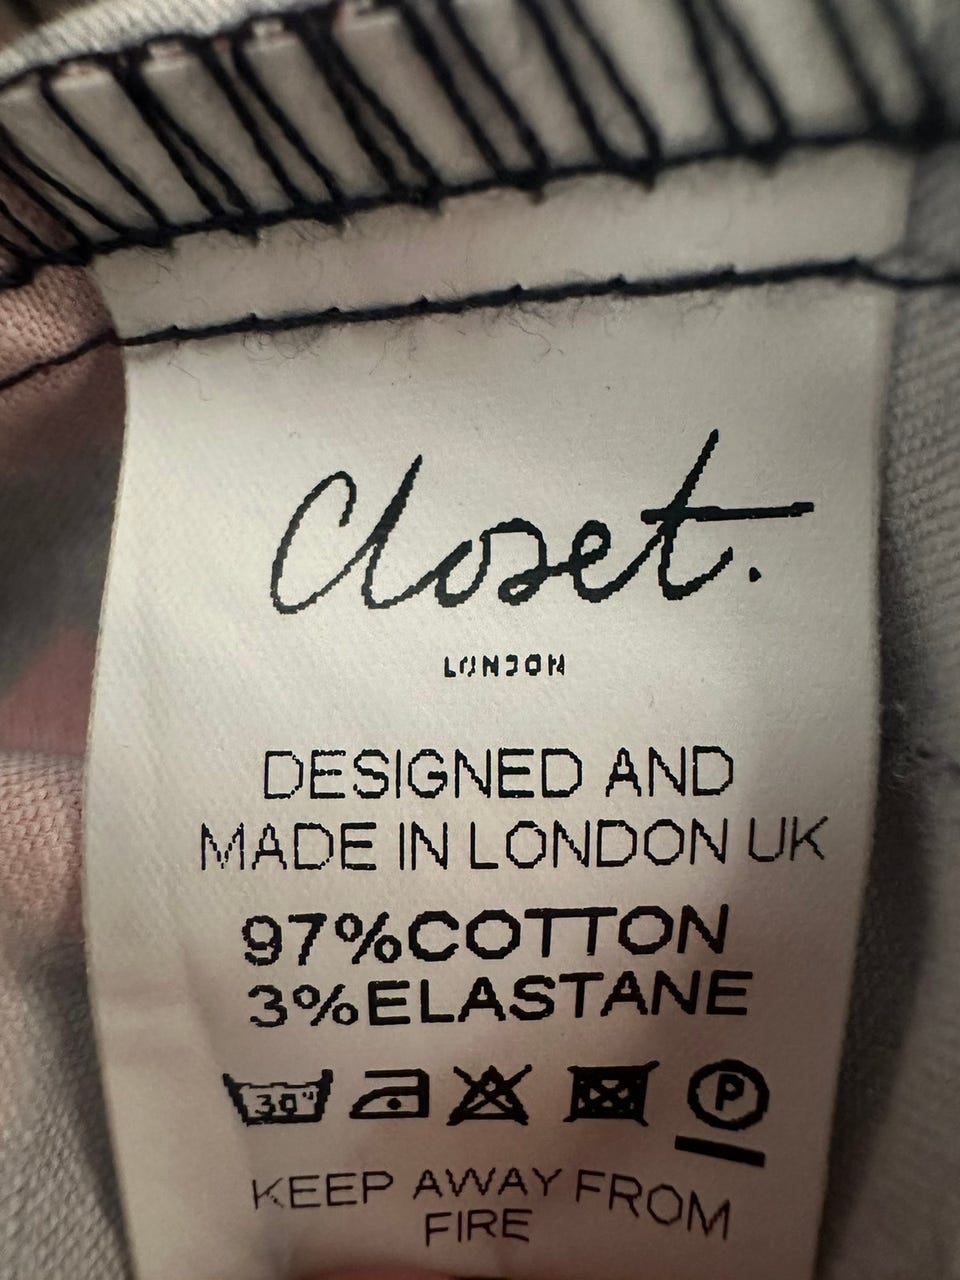 Closet.
LONDON
DESIGNED AND
MADE IN LONDON UK
97%COTTON
3%ELASTANE
30° P
KEEP AWAY FROM
FIRE